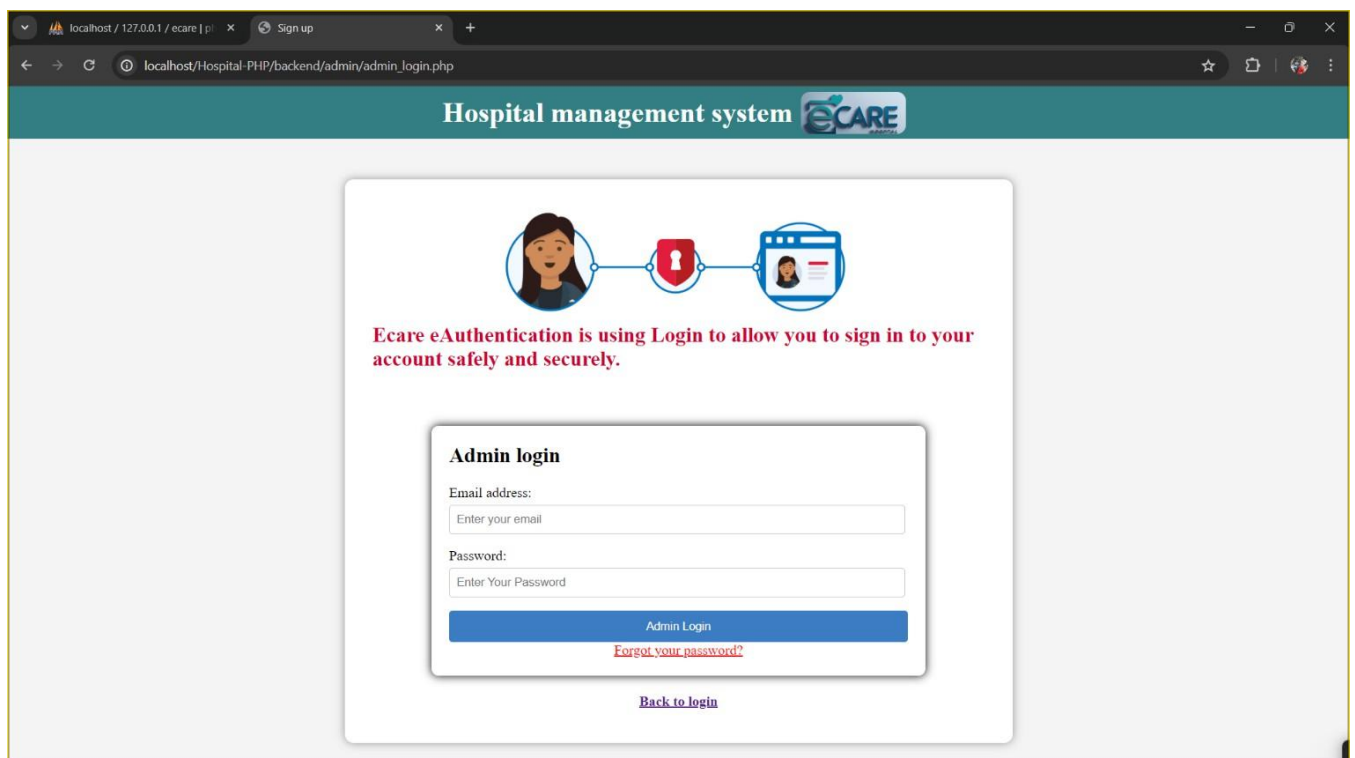 localhost / 127.0.0.1 / ecare | ph
Sign up
localhost/Hospital-PHP/backend/admin/admin_login.php
Hospital management system eCARE
Ecare eAuthentication is using Login to allow you to sign in to your
account safely and securely.
Admin login
Email address:
Enter your email
Password:
Enter Your Password
Admin Login
Forgot your password?
Back to login